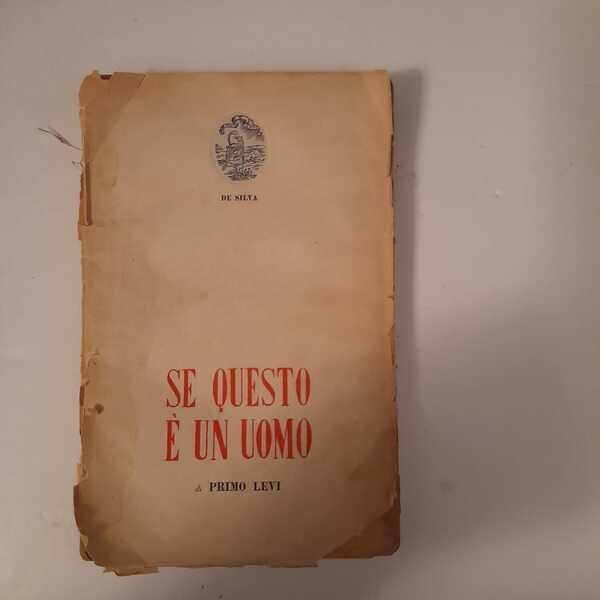 DE SILVA
SE QUESTO
È UN UOMO
di PRIMO LEVI